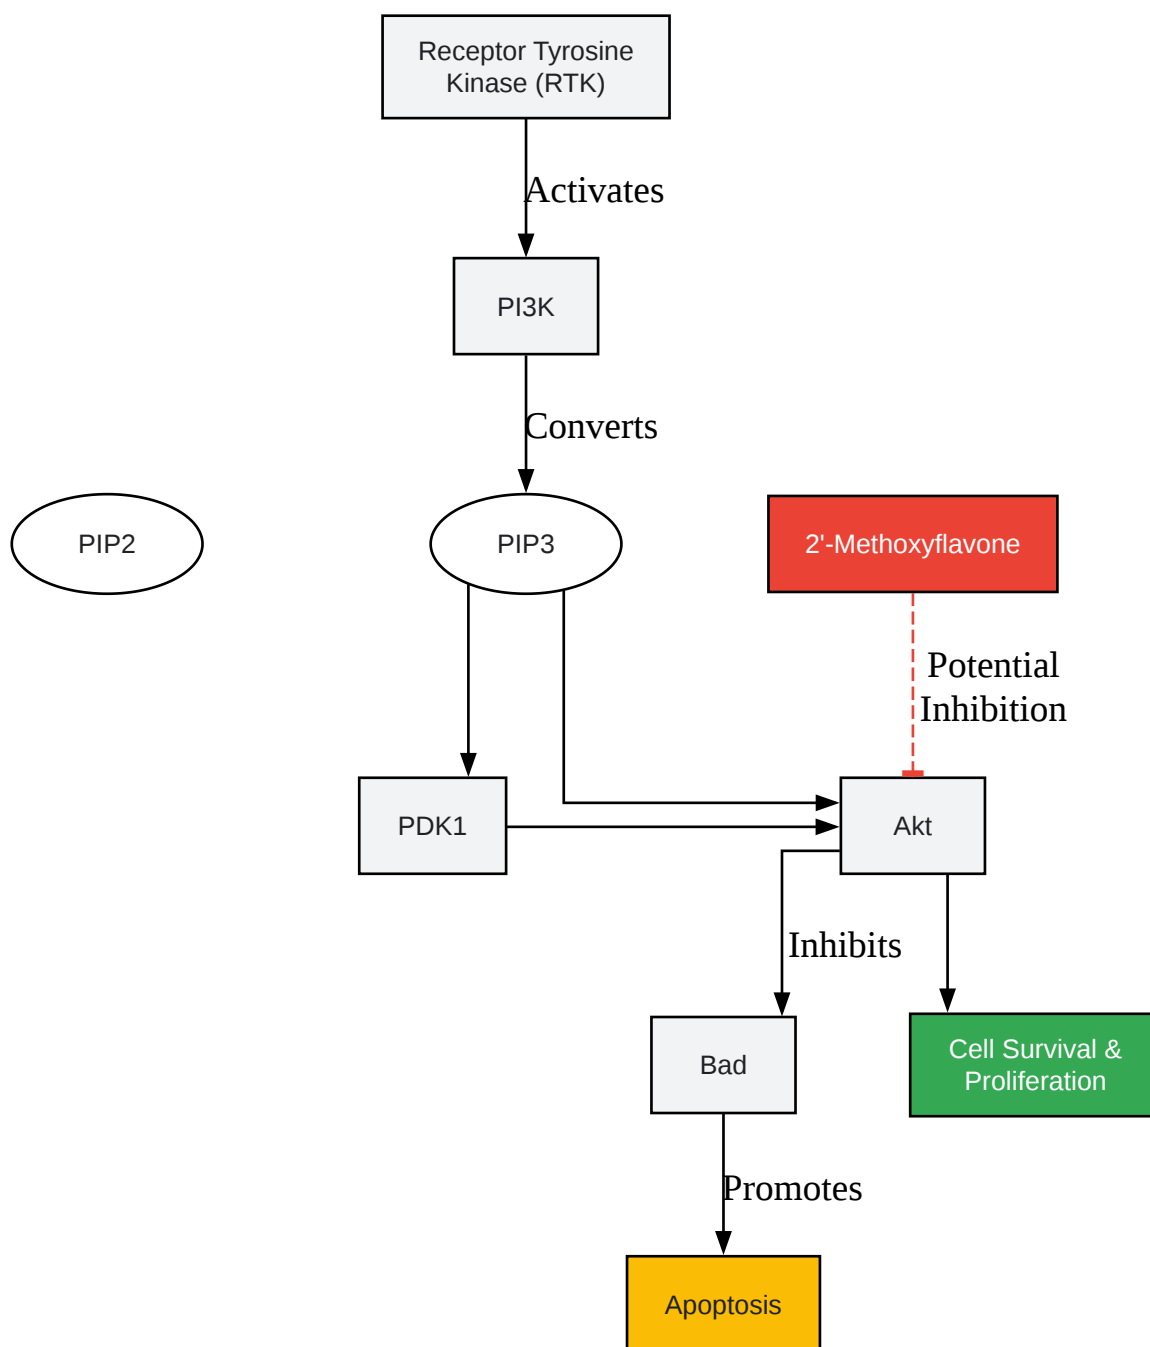 Receptor Tyrosine
Kinase (RTK)
Activates
PI3K
Converts
PIP2
PIP3
2'-Methoxyflavone
Potential
Inhibition
PDK1
Akt
Inhibits
Bad
Cell Survival &
Proliferation
Promotes
Apoptosis